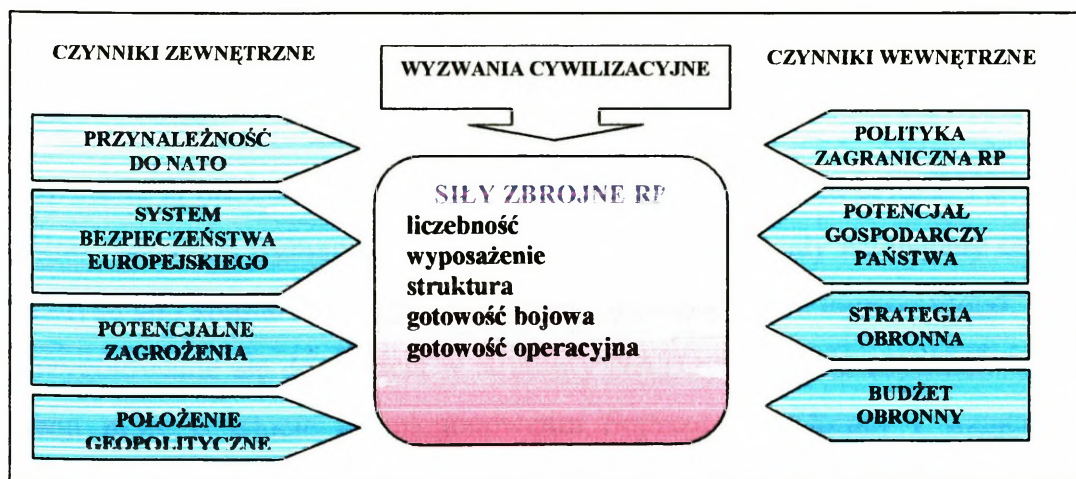 CZYNNIKI ZEWNĘTRZNE
PRZYNALEŻNOŚĆ
DO NATO
SYSTEM
BEZPIECZEŃSTWA
EUROPEJSKIEGO
POTENCJALNE
ZAGROŻENIA
POŁOŻENIE
GEOPOLITYCZNE
WYZWANIA CYWILIZACYJNE
SIŁY ZBROJNE RP
liczebność
wyposażenie
struktura
gotowość bojowa
gotowość operacyjna
CZYNNIKI WEWNĘTRZNE
POLITYKA
ZAGRANICZNA RP
POTENCJAŁ
GOSPODARCZY
PAŃSTWA
STRATEGIA
OBRONNA
BUDŻET
OBRONNY